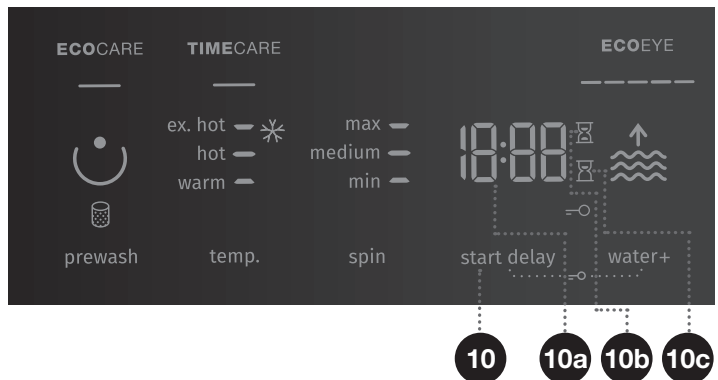 ECOCARE TIMECARE ECOEYE
ex. hot max 18:88
hot medium
warm min
prewash temp. spin start delay water+
10 10a 10b 10c